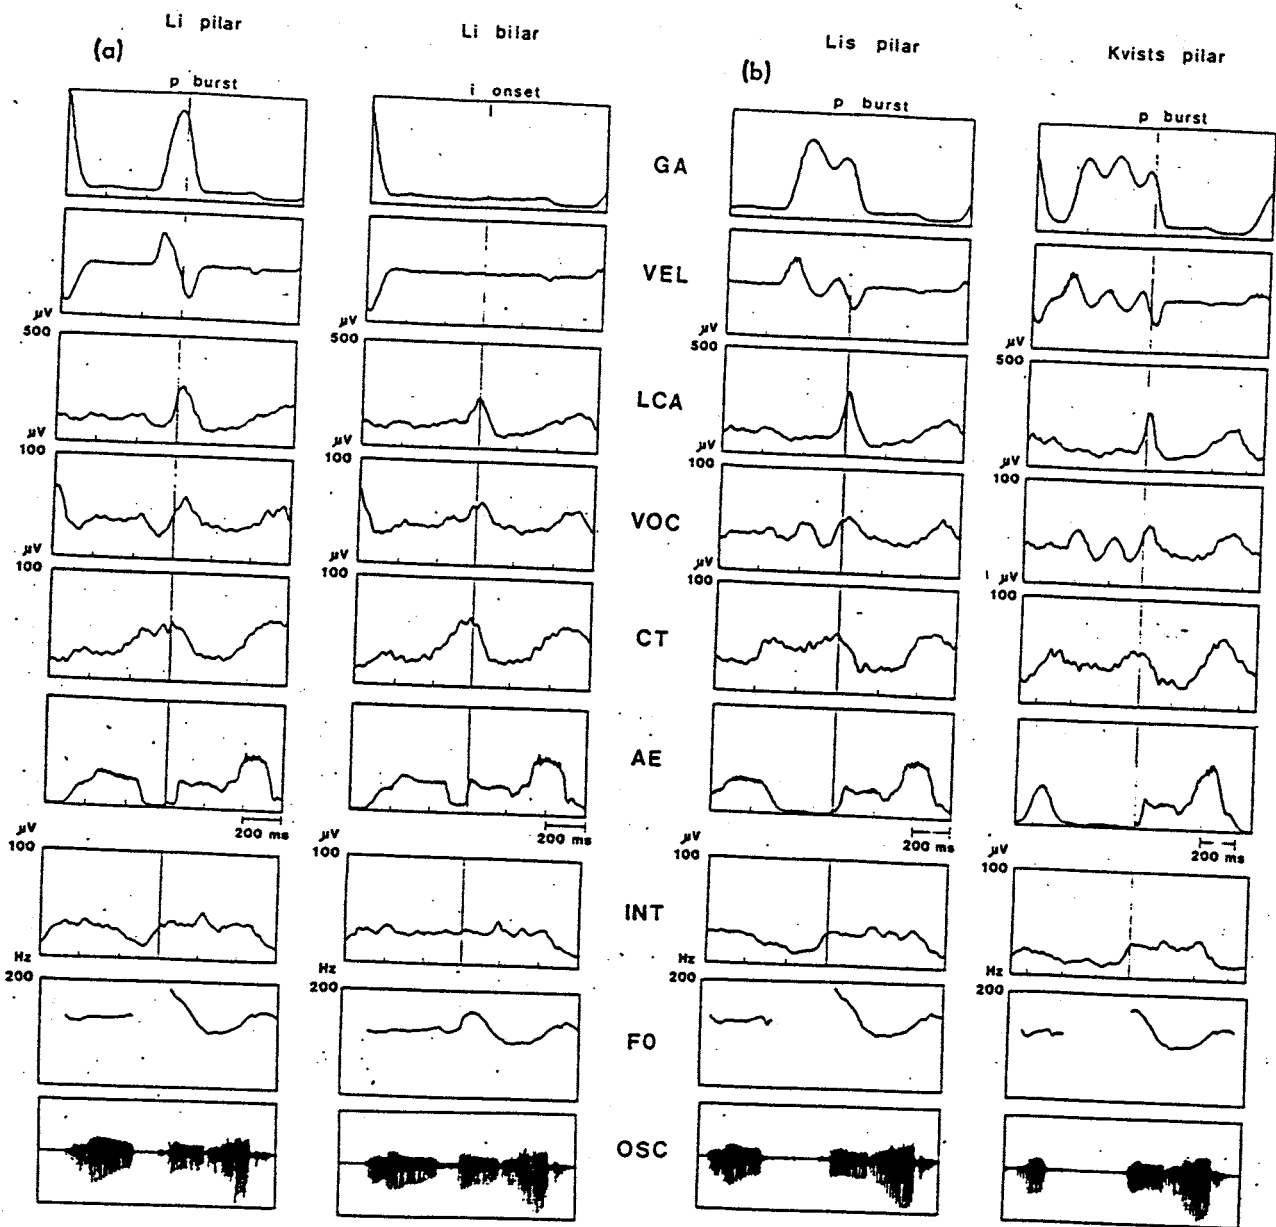 Li pilar
Li bilar
Lis pilar
Kvists pilar
(a)
(b)
p burst
i onset
p burst
p burst
GA
VEL
µV
µV
µV
µV
500
500
500
500
LCA
µV
µV
µV
µV
100
100
100
100
VOC
µV
µV
µV
µV
100
100
100
100
CT
AE
200 ms
200 ms
200 ms
200 ms
µV
µV
µV
µV
100
100
100
100
INT
Hz
Hz
Hz
Hz
200
200
200
200
F0
OSC